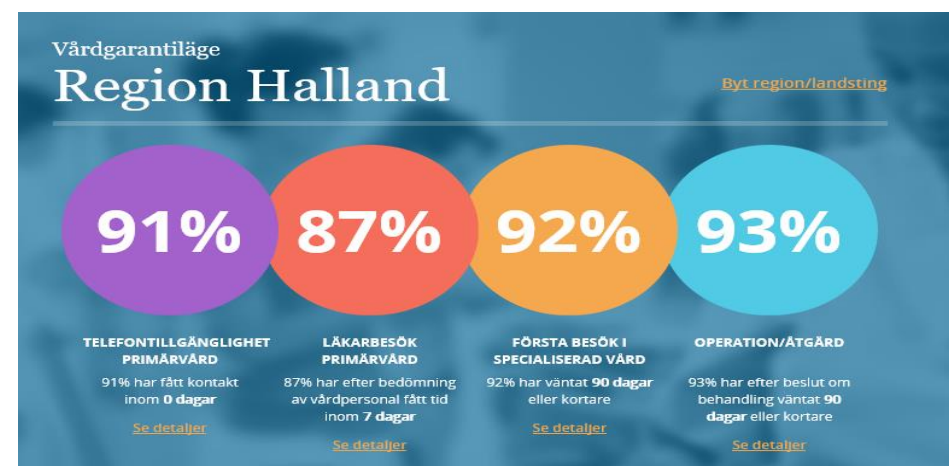 Vårdgarantiläge
Region Halland
Byt region/landsting
91%
87%
92%
93%
TELEFONTILLGÄNGLIGHET
PRIMÄRVÅRD
91% har fått kontakt
inom 0 dagar
Se detaljer
LÄKARBESÖK
PRIMÄRVÅRD
87% har efter bedömning
av vårdpersonal fått tid
inom 7 dagar
Se detaljer
FÖRSTA BESÖK I
SPECIALISERAD VÅRD
92% har väntat 90 dagar
eller kortare
Se detaljer
OPERATION/ÅTGÄRD
93% har efter beslut om
behandling väntat 90
dagar eller kortare
Se detaljer